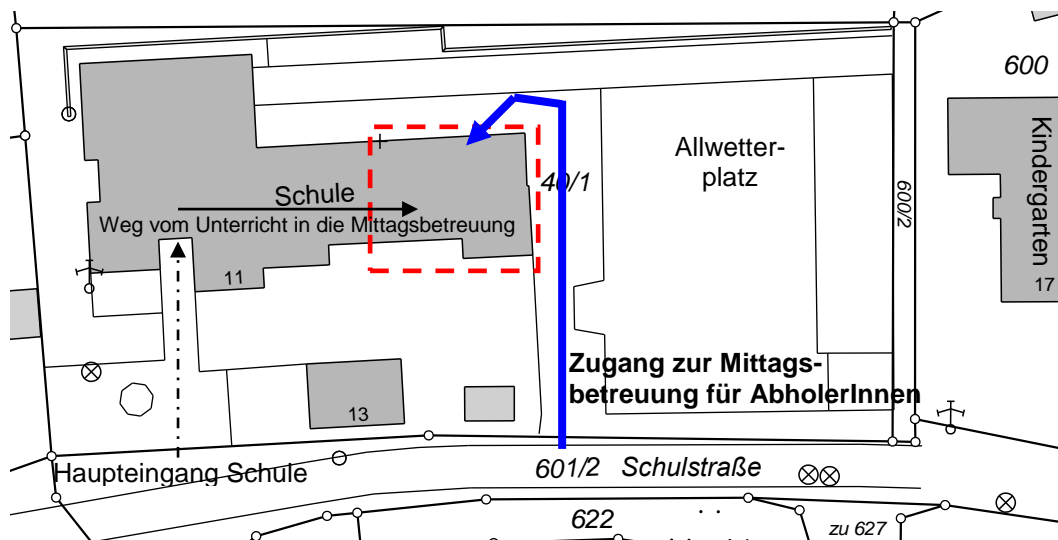 600
Allwetter-
platz
Kindergarten
40/1
600/2
Schule
Weg vom Unterricht in die Mittagsbetreuung
11
17
Zugang zur Mittags-
betreuung für AbholerInnen
13
Haupteingang Schule
601/2 Schulstraße
622
zu 627